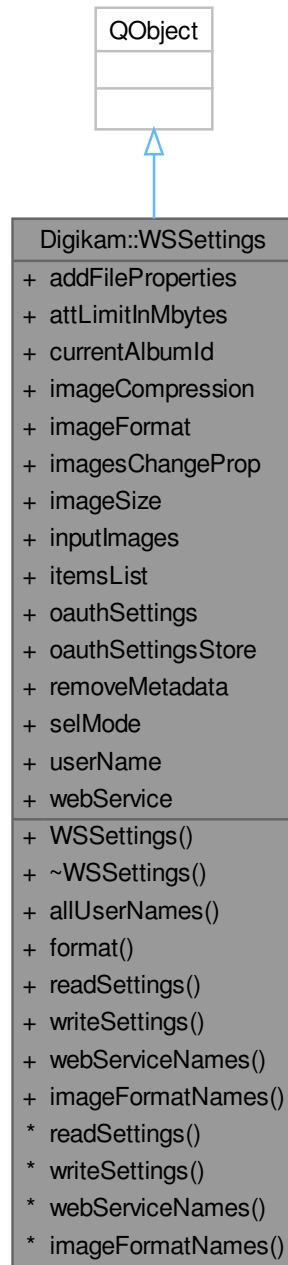 QObject
Digikam::WSSettings
+ addFileProperties
+ attLimitInMbytes
+ currentAlbumId
+ imageCompression
+ imageFormat
+ imagesChangeProp
+ imageSize
+ inputImages
+ itemsList
+ oauthSettings
+ oauthSettingsStore
+ removeMetadata
+ selMode
+ userName
+ webService
+ WSSettings()
+ ~WSSettings()
+ allUserNames()
+ format()
+ readSettings()
+ writeSettings()
+ webServiceNames()
+ imageFormatNames()
* readSettings()
* writeSettings()
* webServiceNames()
* imageFormatNames()